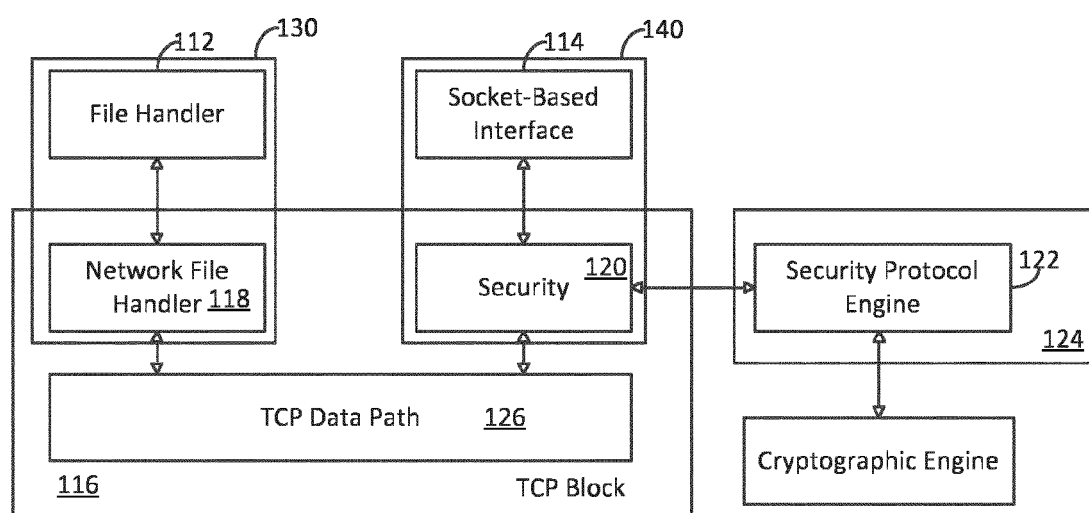 112
130
114
140
File Handler
Socket-Based
Interface
Network File
Handler 118
120
Security
Security Protocol
Engine
122
124
TCP Data Path 126
Cryptographic Engine
116
TCP Block